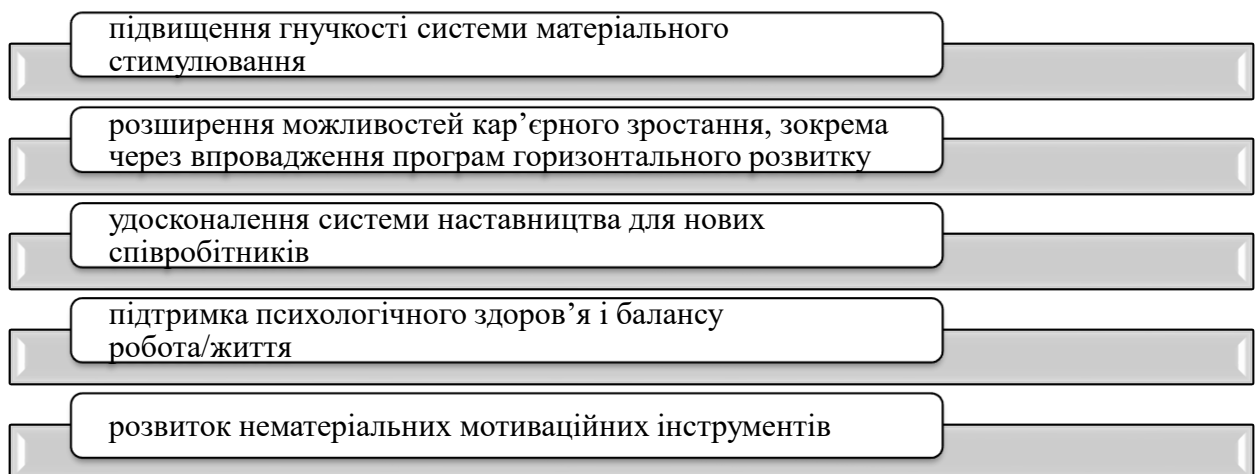 підвищення гнучкості системи матеріального
стимулювання
розширення можливостей кар’єрного зростання, зокрема
через впровадження програм горизонтального розвитку
удосконалення системи наставництва для нових
співробітників
підтримка психологічного здоров’я і балансу
робота/життя
розвиток нематеріальних мотиваційних інструментів